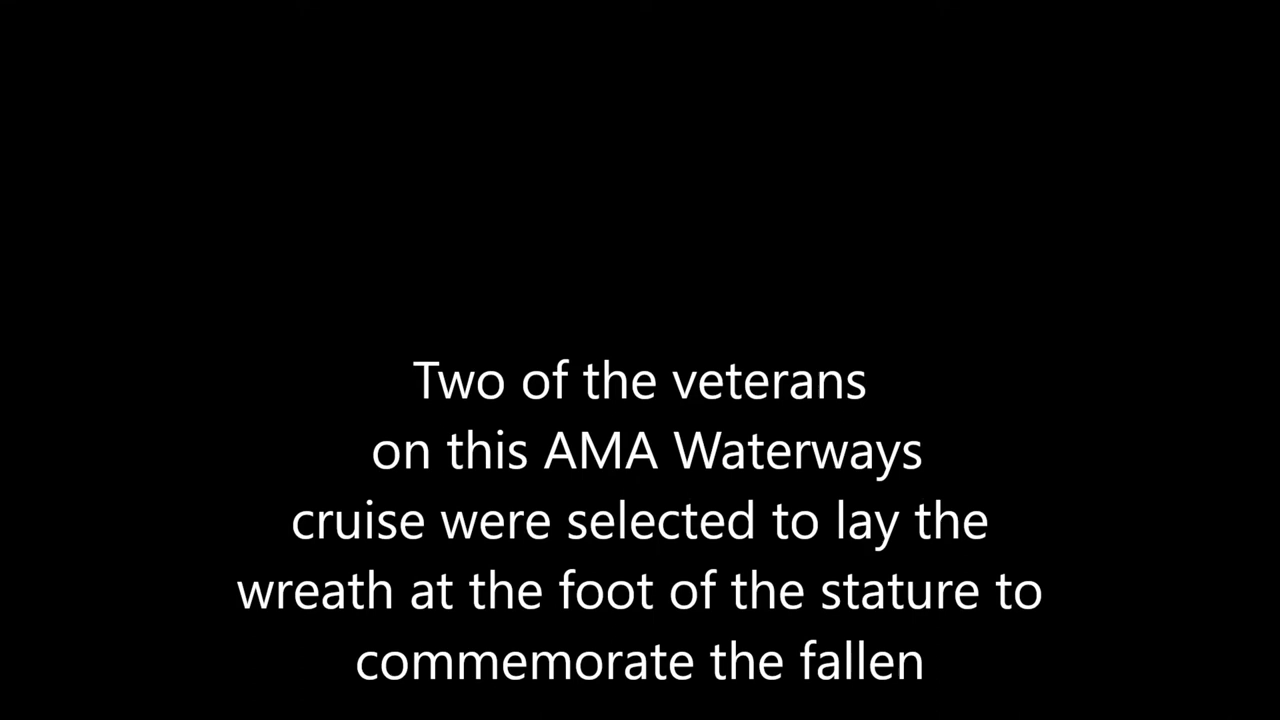 Two of the veterans
on this AMA Waterways
cruise were selected to lay the
wreath at the foot of the stature to
commemorate the fallen